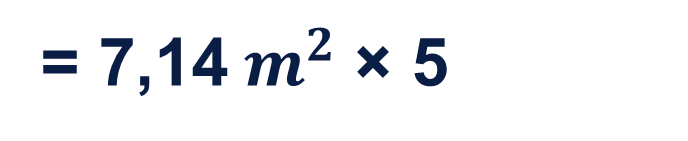 = 7,14 m² × 5